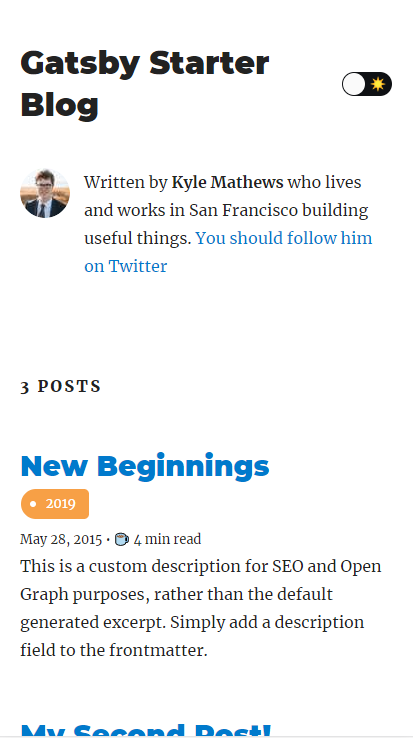 Gatsby Starter
Blog
Written by Kyle Mathews who lives
and works in San Francisco building
useful things. You should follow him
on Twitter
3 POSTS
New Beginnings
2019
May 28, 2015 • ☕ 4 min read
This is a custom description for SEO and Open
Graph purposes, rather than the default
generated excerpt. Simply add a description
field to the frontmatter.
My Second Post!